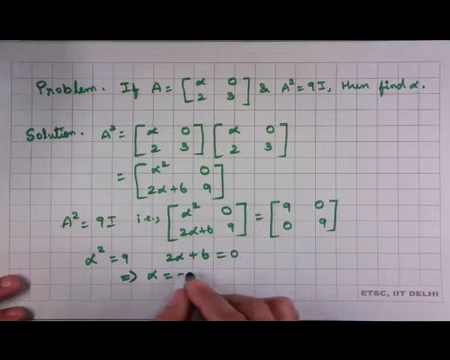 Problem. If A = [α 0; 2 3] & A² = 9I, then find α.
Solution. A² = [α 0; 2 3] [α 0; 2 3]
= [α² 0; 2α+6 9]
A² = 9I i.e., [α² 0; 2α+6 9] = [9 0; 0 9]
α² = 9 2α + 6 = 0
⇒ α = -
ETSC, IIT DELHI